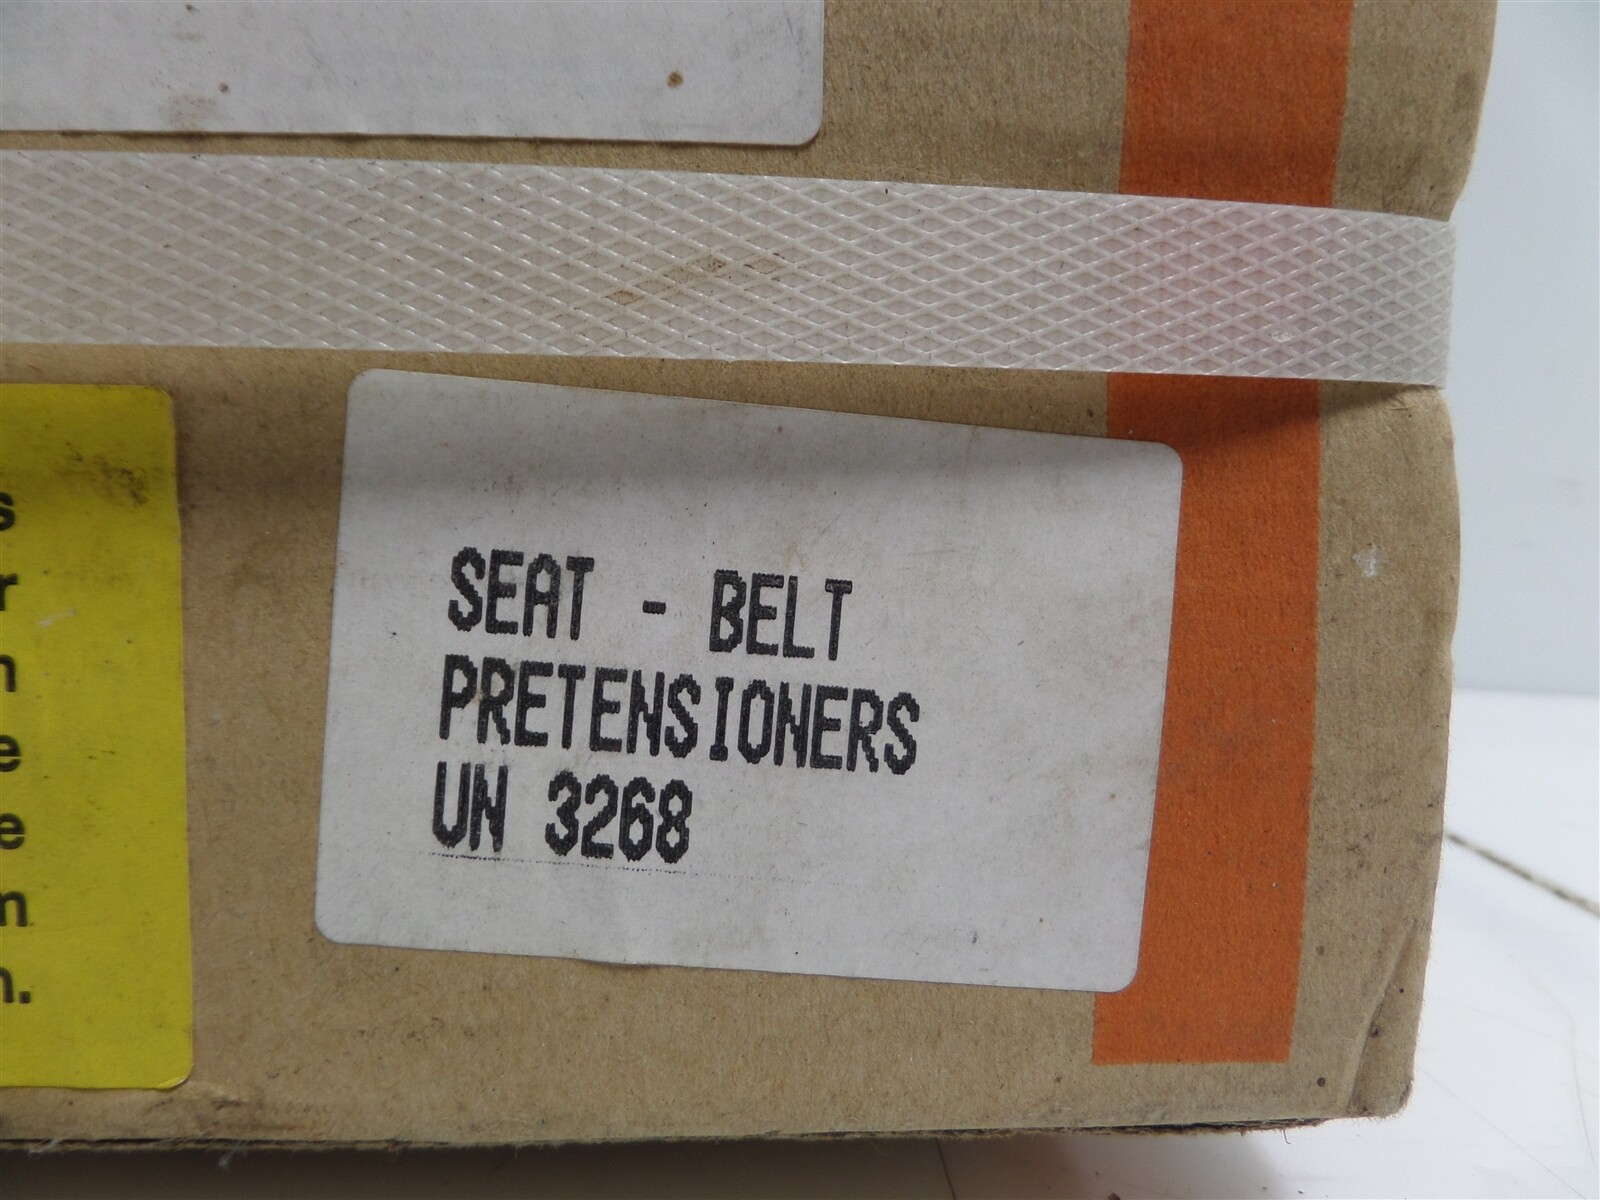 SEAT - BELT
PRETENSIONERS
UN 3268